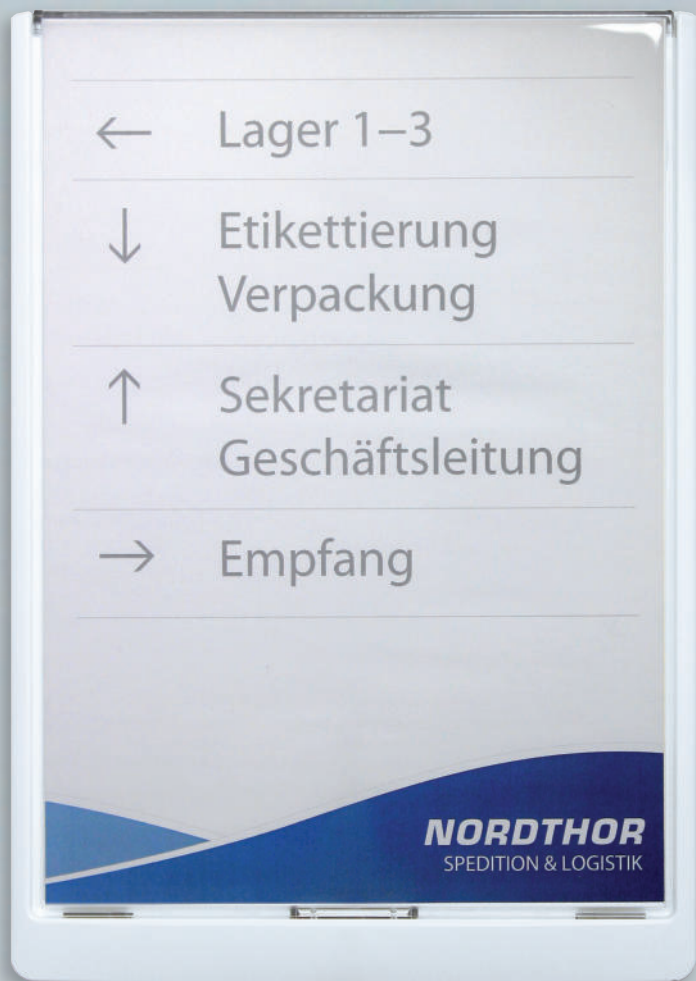 ← Lager 1–3
↓ Etikettierung
Verpackung
↑ Sekretariat
Geschäftsleitung
→ Empfang
NORDTHOR
SPEDITION & LOGISTIK